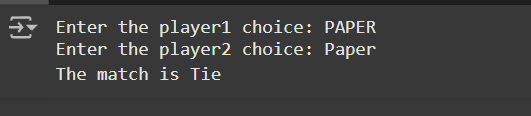 Enter the player1 choice: PAPER
Enter the player2 choice: Paper
The match is Tie